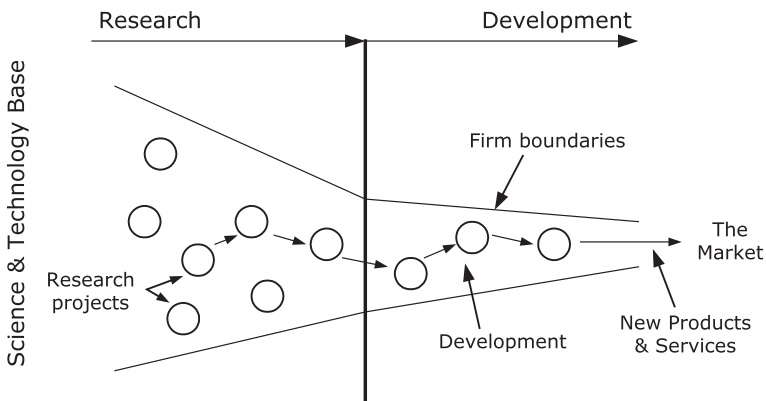 Research
Development
Science & Technology Base
Firm boundaries
The
Market
Research
projects
New Products
& Services
Development